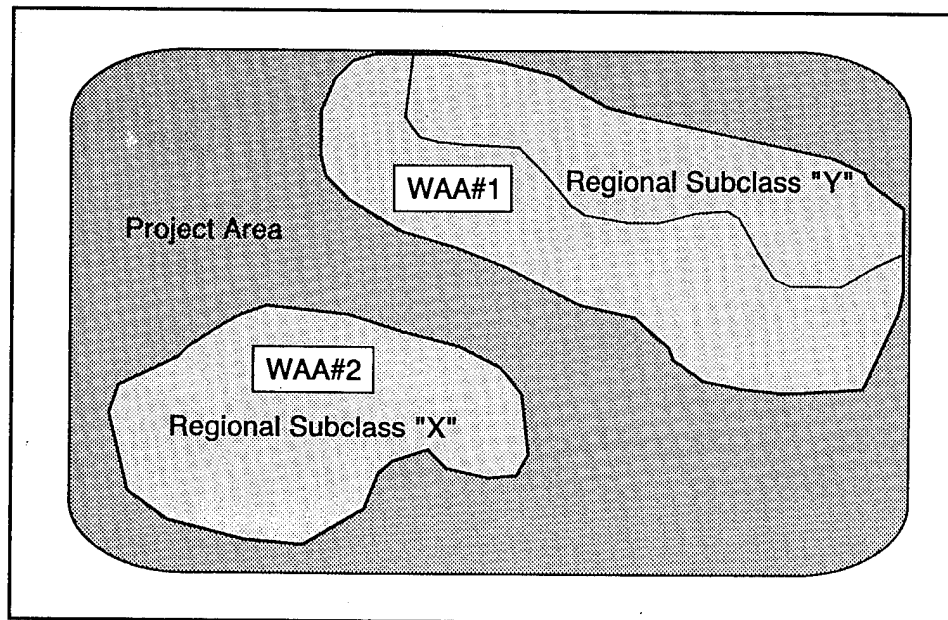 WAA#1
Regional Subclass "Y"
Project Area
WAA#2
Regional Subclass "X"